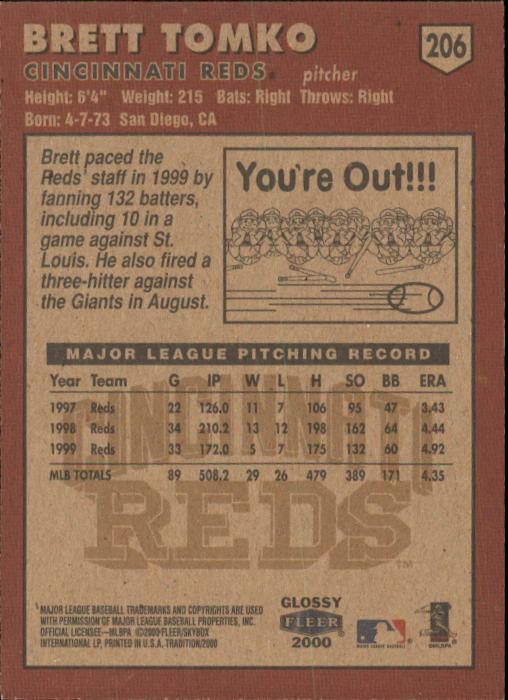 BRETT TOMKO
206
CINCINNATI REDS. pitcher
Height: 6'4" Weight: 215 Bats: Right Throws: Right
Born: 4-7-73 San Diego, CA
Brett paced the
Reds' staff in 1999 by
fanning 132 batters,
including 10 in a
game against St.
Louis. He also fired a
three-hitter against
the Giants in August.
You're Out!!!
MAJOR LEAGUE PITCHING RECORD
Year Team G IP W L H SO BB ERA
1997 Reds 22 126.0 11 7 106 95 47 3.43
1998 Reds 34 210.2 13 12 198 162 64 4.44
1999 Reds 33 172.0 5 7 175 132 60 4.92
MLB TOTALS 89 508.2 29 26 479 389 171 4.35
CINCINNATI
REDS
TM
MAJOR LEAGUE BASEBALL TRADEMARKS AND COPYRIGHTS ARE USED
WITH PERMISSION OF MAJOR LEAGUE BASEBALL PROPERTIES, INC.
OFFICIAL LICENSEE—MLBPA ©2000 FLEER/SKYBOX
INTERNATIONAL LP, PRINTED IN U.S.A. TRADITION/2000
GLOSSY
FLEER
2000
MAJOR LEAGUE BASEBALL
©MLBPA